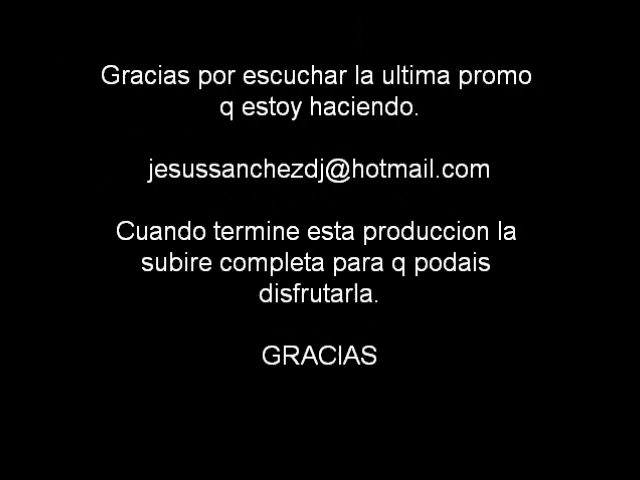 Gracias por escuchar la ultima promo
q estoy haciendo.
jesussanchezdj@hotmail.com
Cuando termine esta produccion la
subire completa para q podais
disfrutarla.
GRACIAS